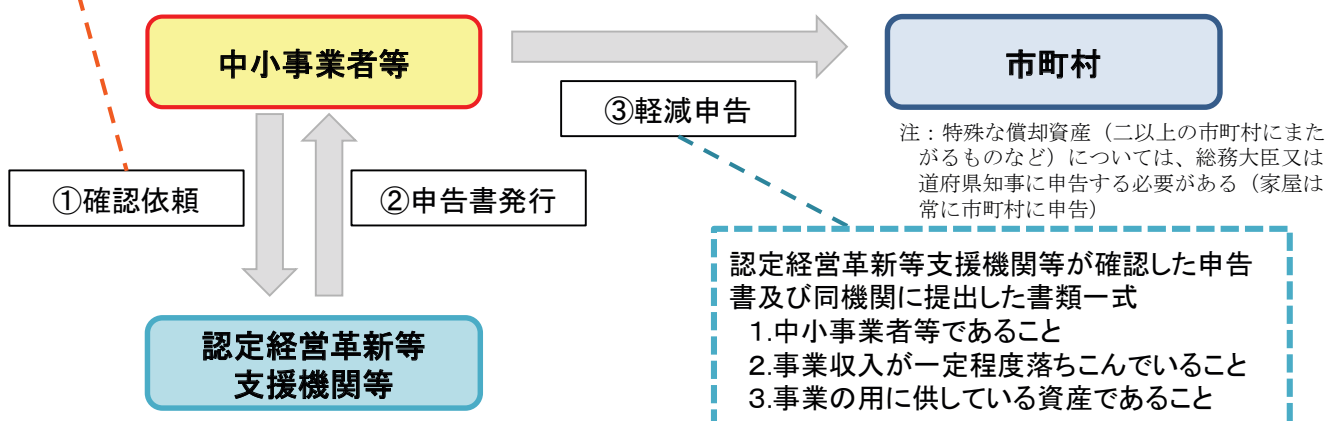 中小事業者等
市町村
③軽減申告
注：特殊な償却資産（二以上の市町村にまた
がるものなど）については、総務大臣又は
道府県知事に申告する必要がある（家屋は
常に市町村に申告）
①確認依頼
②申告書発行
認定経営革新等
支援機関等
認定経営革新等支援機関等が確認した申告
書及び同機関に提出した書類一式
1.中小事業者等であること
2.事業収入が一定程度落ちこんでいること
3.事業の用に供している資産であること